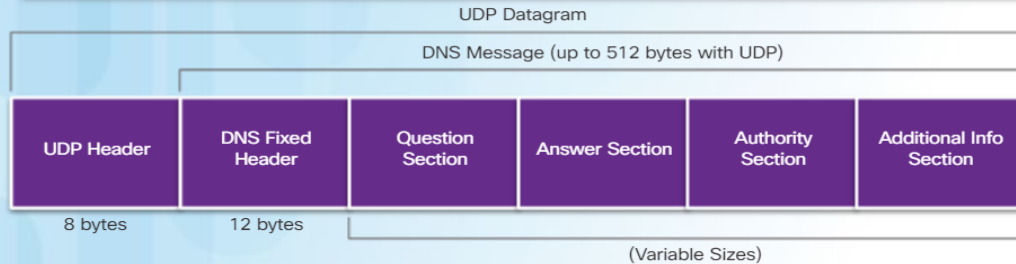 UDP Datagram
DNS Message (up to 512 bytes with UDP)
UDP Header
DNS Fixed
Header
Question
Section
Answer Section
Authority
Section
Additional Info
Section
8 bytes
12 bytes
(Variable Sizes)